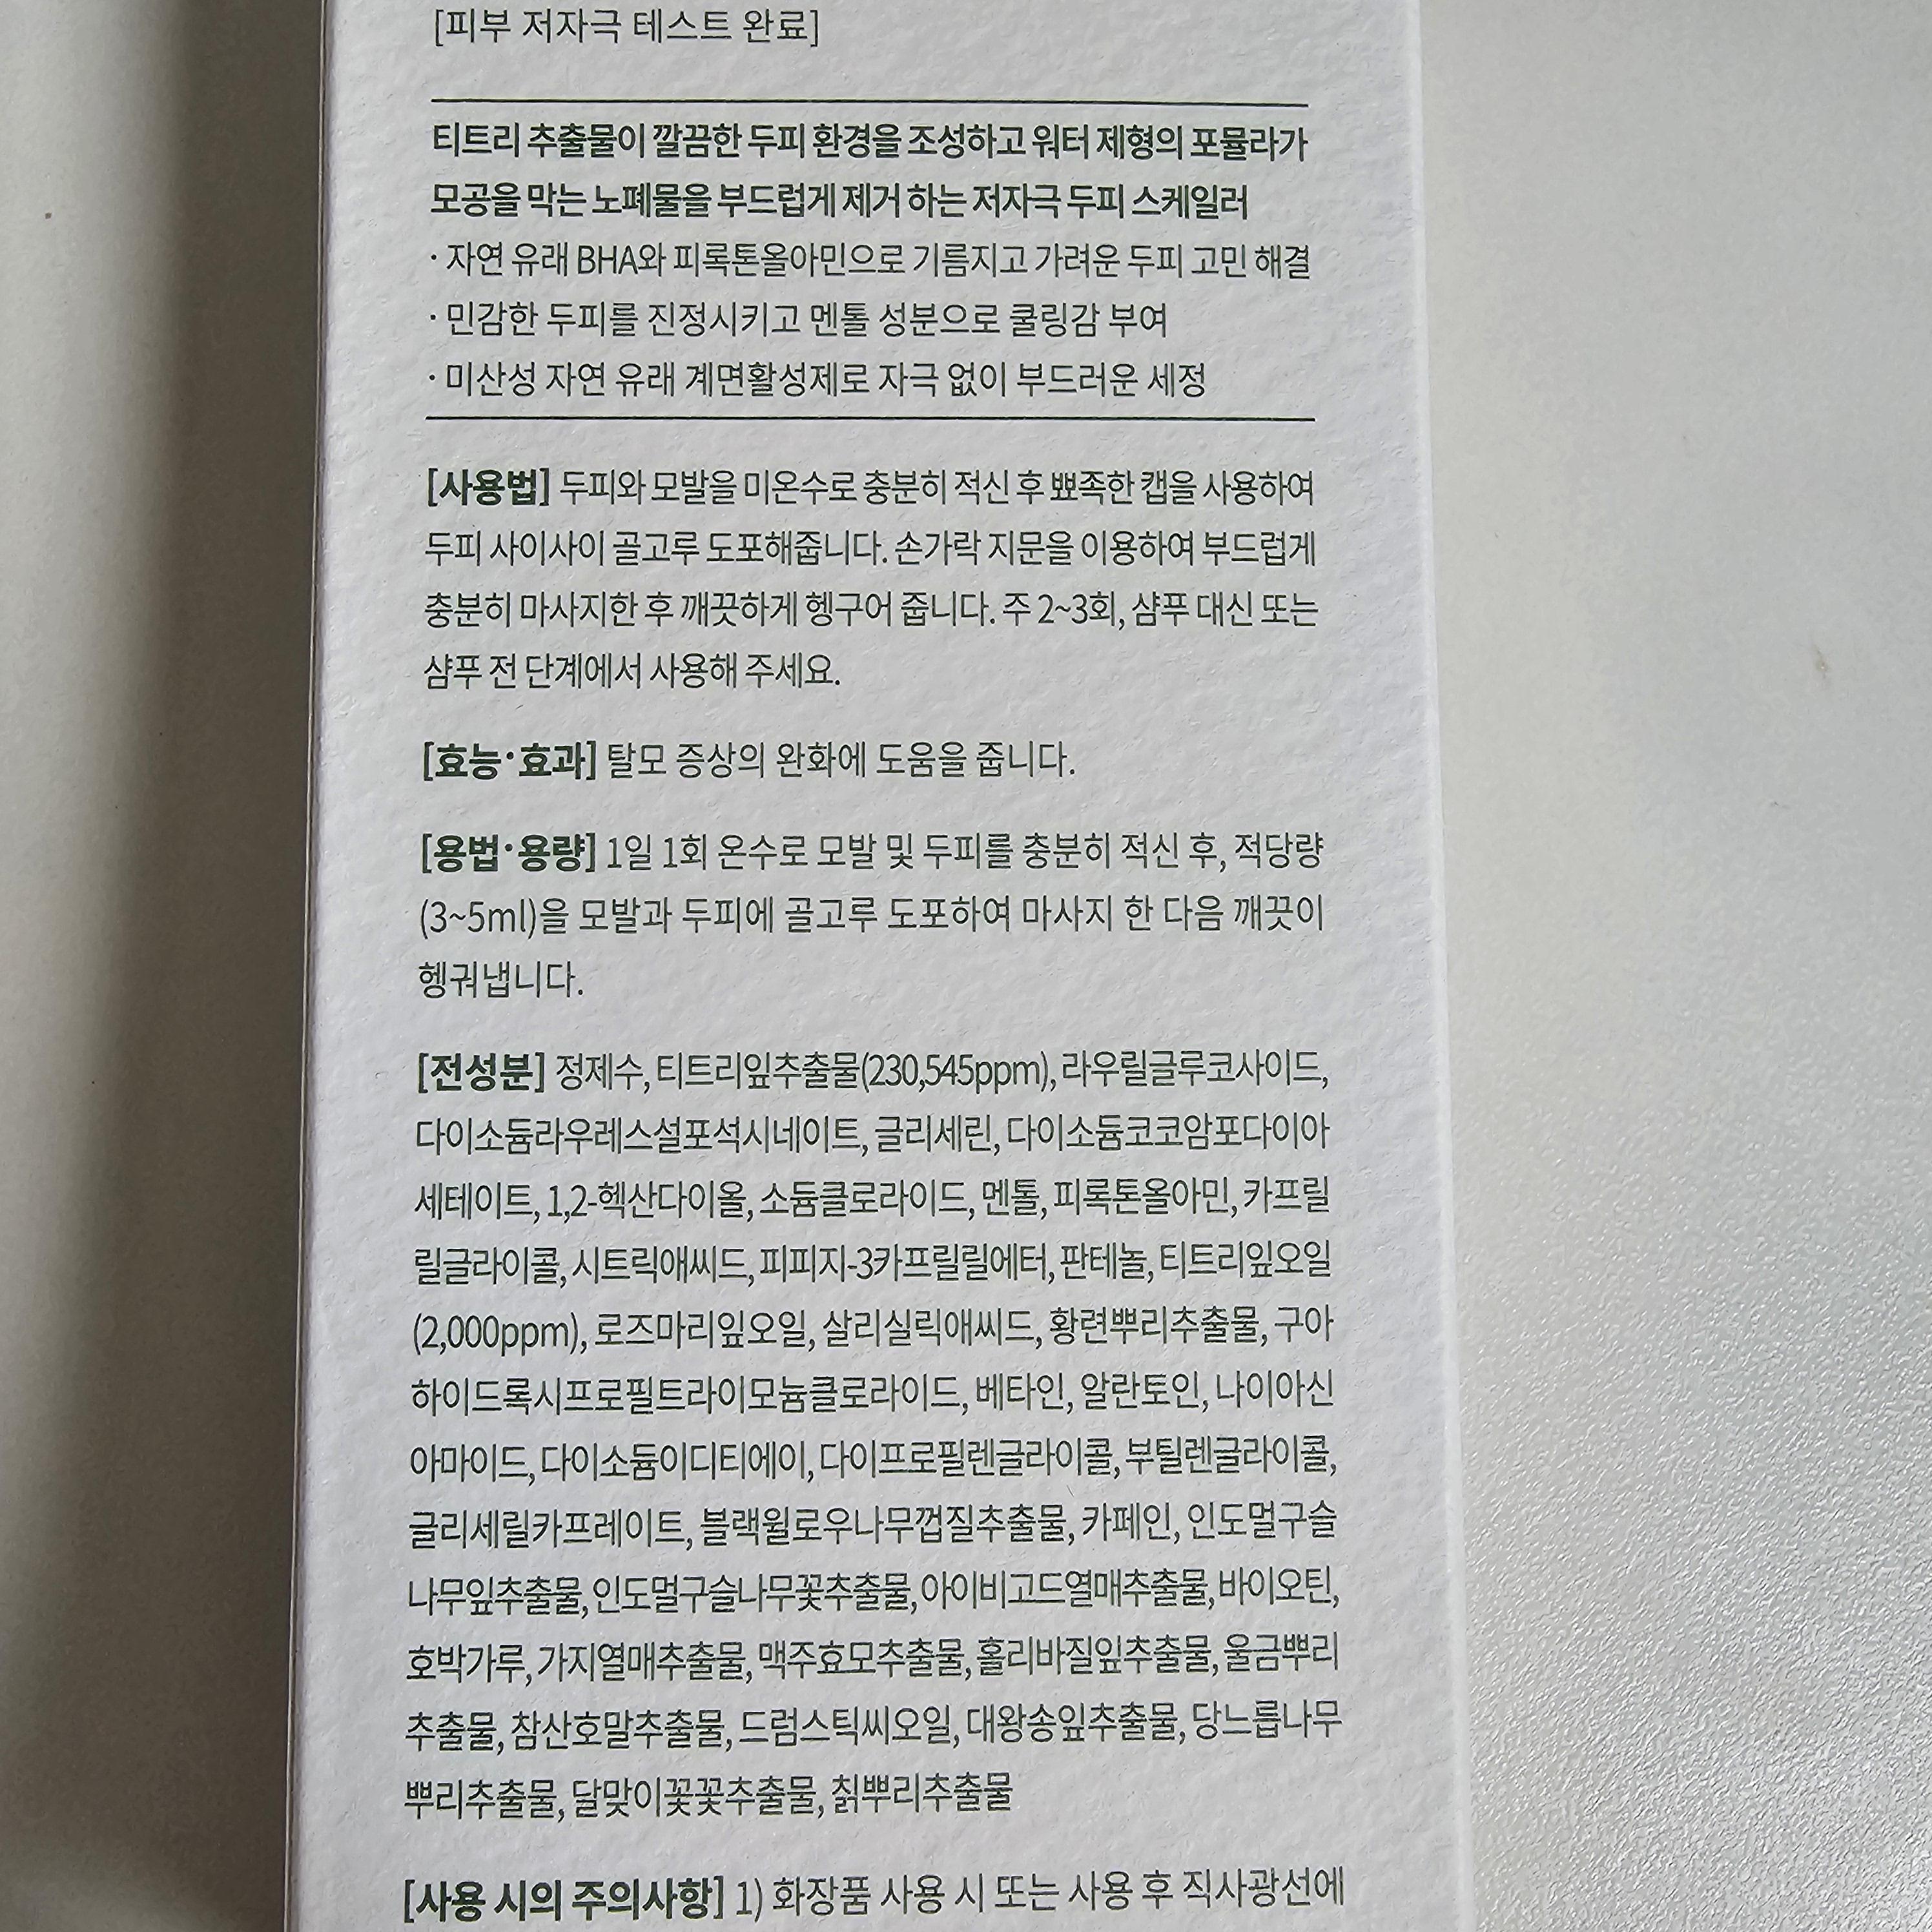 [피부 저자극 테스트 완료]
티트리 추출물이 깔끔한 두피 환경을 조성하고 워터 제형의 포뮬라가
모공을 막는 노폐물을 부드럽게 제거 하는 저자극 두피 스케일러
· 자연 유래 BHA와 피록톤올아민으로 기름지고 가려운 두피 고민 해결
· 민감한 두피를 진정시키고 멘톨 성분으로 쿨링감 부여
· 미산성 자연 유래 계면활성제로 자극 없이 부드러운 세정
[사용법] 두피와 모발을 미온수로 충분히 적신 후 뾰족한 캡을 사용하여
두피 사이사이 골고루 도포해줍니다. 손가락 지문을 이용하여 부드럽게
충분히 마사지한 후 깨끗하게 헹구어 줍니다. 주 2~3회, 샴푸 대신 또는
샴푸 전 단계에서 사용해 주세요.
[효능·효과] 탈모 증상의 완화에 도움을 줍니다.
[용법·용량] 1일 1회 온수로 모발 및 두피를 충분히 적신 후, 적당량
(3~5ml)을 모발과 두피에 골고루 도포하여 마사지 한 다음 깨끗이
헹궈냅니다.
[전성분] 정제수, 티트리잎추출물(230,545ppm), 라우릴글루코사이드,
다이소듐라우레스설포석시네이트, 글리세린, 다이소듐코코암포다이아
세테이트, 1,2-헥산다이올, 소듐클로라이드, 멘톨, 피록톤올아민, 카프릴
릴글라이콜, 시트릭애씨드, 피피지-3카프릴릴에터, 판테놀, 티트리잎오일
(2,000ppm), 로즈마리잎오일, 살리실릭애씨드, 황련뿌리추출물, 구아
하이드록시프로필트라이모늄클로라이드, 베타인, 알란토인, 나이아신
아마이드, 다이소듐이디티에이, 다이프로필렌글라이콜, 부틸렌글라이콜,
글리세릴카프레이트, 블랙윌로우나무껍질추출물, 카페인, 인도멀구슬
나무잎추출물, 인도멀구슬나무꽃추출물, 아이비고드열매추출물, 바이오틴,
호박가루, 가지열매추출물, 맥주효모추출물, 홀리바질잎추출물, 울금뿌리
추출물, 참산호말추출물, 드럼스틱씨오일, 대왕송잎추출물, 당느릅나무
뿌리추출물, 달맞이꽃꽃추출물, 칡뿌리추출물
[사용 시의 주의사항] 1) 화장품 사용 시 또는 사용 후 직사광선에